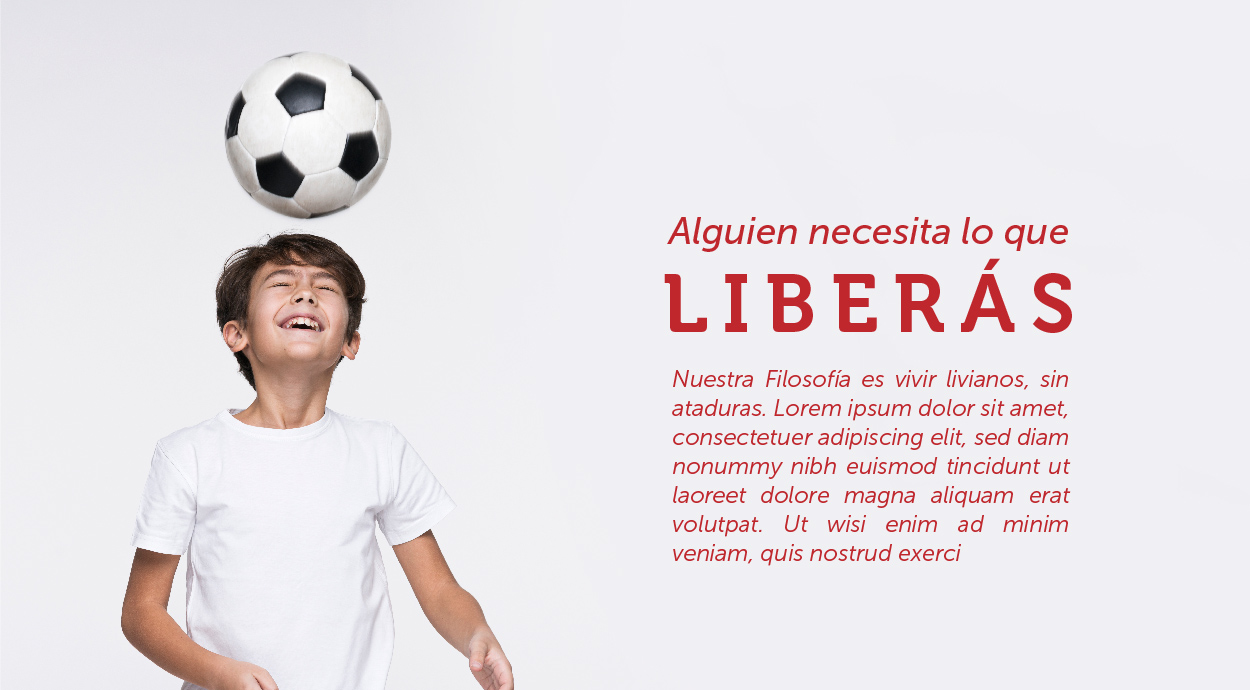 Alguien necesita lo que
LIBERÁS
Nuestra Filosofía es vivir livianos, sin
ataduras. Lorem ipsum dolor sit amet,
consectetuer adipiscing elit, sed diam
nonummy nibh euismod tincidunt ut
laoreet dolore magna aliquam erat
volutpat. Ut wisi enim ad minim
veniam, quis nostrud exerci